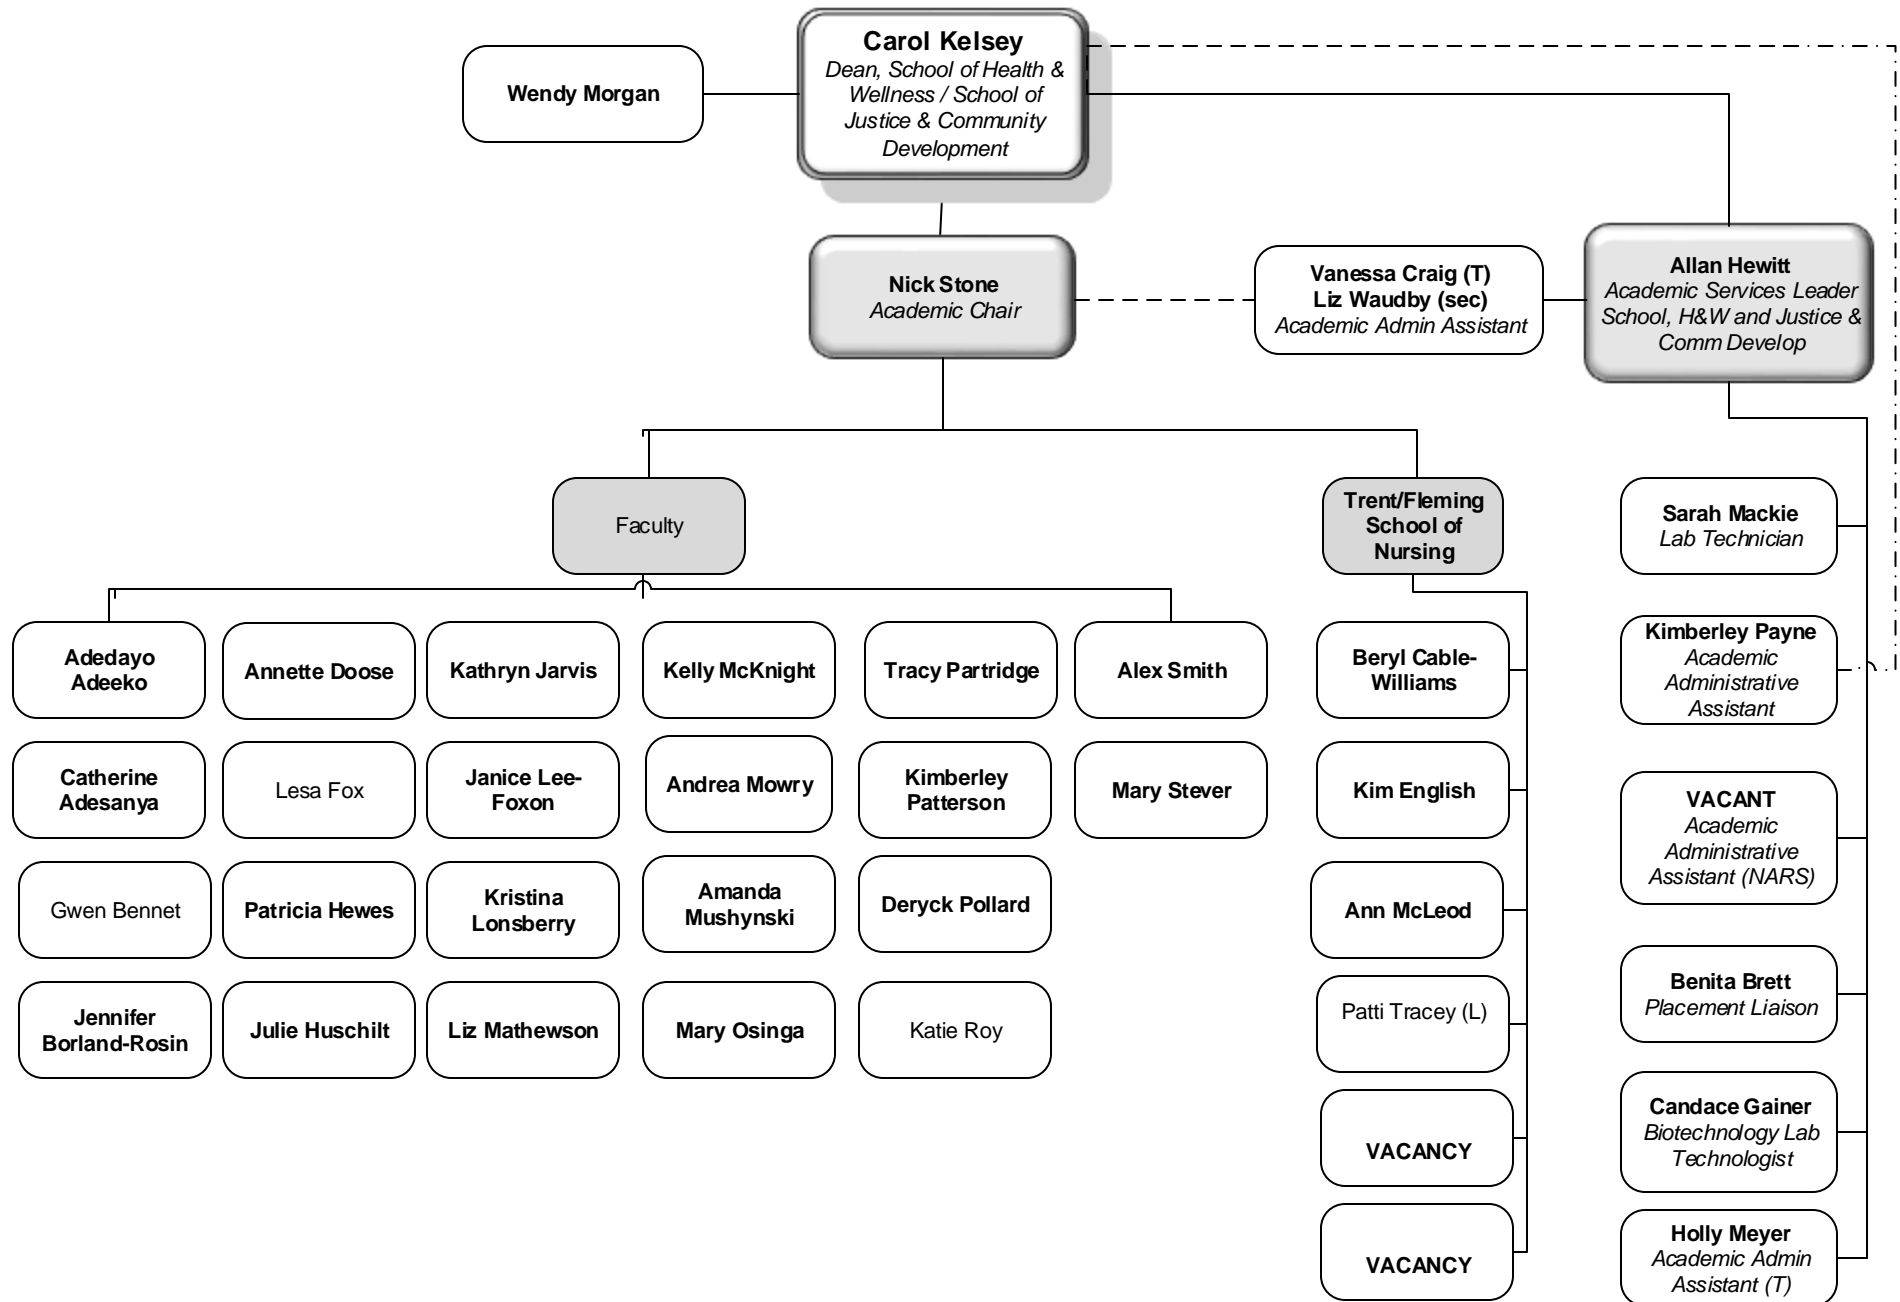 Carol Kelsey
Dean, School of Health &
Wellness / School of
Justice & Community
Development
Wendy Morgan
Nick Stone
Academic Chair
Vanessa Craig (T)
Liz Waudby (sec)
Academic Admin Assistant
Allan Hewitt
Academic Services Leader
School, H&W and Justice &
Comm Develop
Faculty
Trent/Fleming
School of
Nursing
Adedayo
Adeeko
Catherine
Adesanya
Gwen Bennet
Jennifer
Borland-Rosin
Annette Doose
Lesa Fox
Patricia Hewes
Julie Huschilt
Kathryn Jarvis
Janice Lee-
Foxon
Kristina
Lonsberry
Liz Mathewson
Kelly McKnight
Andrea Mowry
Amanda
Mushynski
Mary Osinga
Tracy Partridge
Kimberley
Patterson
Deryck Pollard
Katie Roy
Alex Smith
Mary Stever
Beryl Cable-
Williams
Kim English
Ann McLeod
Patti Tracey (L)
VACANCY
VACANCY
Sarah Mackie
Lab Technician
Kimberley Payne
Academic
Administrative
Assistant
VACANT
Academic
Administrative
Assistant (NARS)
Benita Brett
Placement Liaison
Candace Gainer
Biotechnology Lab
Technologist
Holly Meyer
Academic Admin
Assistant (T)